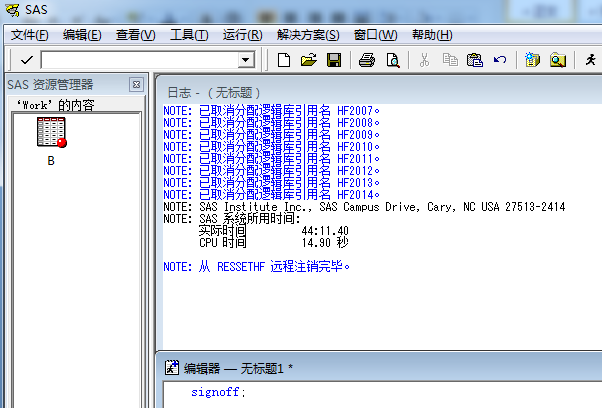 SAS
文件(F) 编辑(E) 查看(V) 工具(T) 运行(R) 解决方案(S) 窗口(W) 帮助(H)
SAS 资源管理器
‘Work’的内容
B
日志 - （无标题）
NOTE: 已取消分配逻辑库引用名 HF2007。
NOTE: 已取消分配逻辑库引用名 HF2008。
NOTE: 已取消分配逻辑库引用名 HF2009。
NOTE: 已取消分配逻辑库引用名 HF2010。
NOTE: 已取消分配逻辑库引用名 HF2011。
NOTE: 已取消分配逻辑库引用名 HF2012。
NOTE: 已取消分配逻辑库引用名 HF2013。
NOTE: 已取消分配逻辑库引用名 HF2014。
NOTE: SAS Institute Inc., SAS Campus Drive, Cary, NC USA 27513-2414
NOTE: SAS 系统所用时间:
实际时间 44:11.40
CPU 时间 14.90 秒
NOTE: 从 RESSETHF 远程注销完毕。
编辑器 — 无标题1 *
signoff;